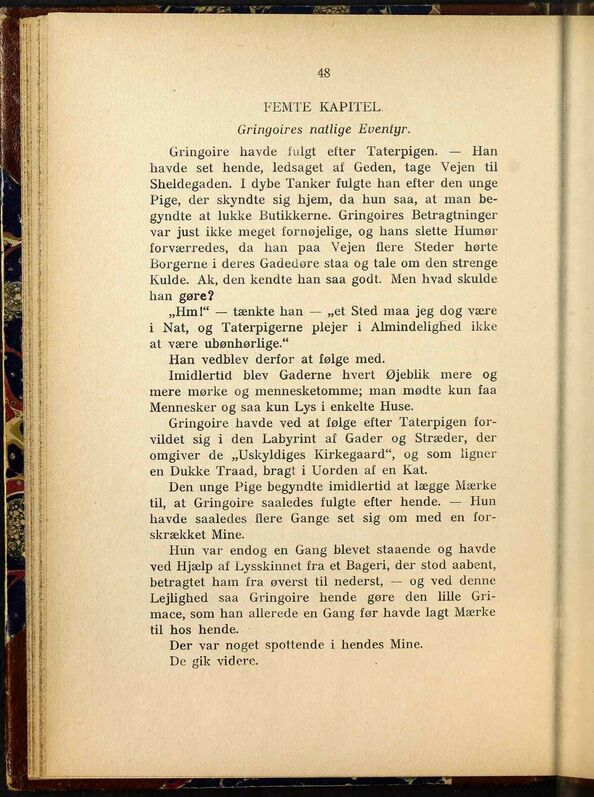 48
FEMTE KAPITEL.
Gringoires natlige Eventyr.
Gringoire havde fulgt efter Taterpigen. — Han
havde set hende, ledsaget af Geden, tage Vejen til
Sheldegaden. I dybe Tanker fulgte han efter den unge
Pige, der skyndte sig hjem, da hun saa, at man be-
gyndte at lukke Butikkerne. Gringoires Betragtninger
var just ikke meget fornøjelige, og hans slette Humør
forværredes, da han paa Vejen flere Steder hørte
Borgerne i deres Gadedøre staa og tale om den strenge
Kulde. Ak, den kendte han saa godt. Men hvad skulde
han gøre?
„Hm!“ — tænkte han — „et Sted maa jeg dog være
i Nat, og Taterpigerne plejer i Almindelighed ikke
at være ubønhørlige.“
Han vedblev derfor at følge med.
Imidlertid blev Gaderne hvert Øjeblik mere og
mere mørke og mennesketomme; man mødte kun faa
Mennesker og saa kun Lys i enkelte Huse.
Gringoire havde ved at følge efter Taterpigen for-
vildet sig i den Labyrint af Gader og Stræder, der
omgiver de „Uskyldiges Kirkegaard“, og som ligner
en Dukke Traad, bragt i Uorden af en Kat.
Den unge Pige begyndte imidlertid at lægge Mærke
til, at Gringoire saaledes fulgte efter hende. — Hun
havde saaledes flere Gange set sig om med en for-
skrækket Mine.
Hun var endog en Gang blevet staaende og havde
ved Hjælp af Lysskinnet fra et Bageri, der stod aabent,
betragtet ham fra øverst til nederst, — og ved denne
Lejlighed saa Gringoire hende gøre den lille Gri-
mace, som han allerede en Gang før havde lagt Mærke
til hos hende.
Der var noget spottende i hendes Mine.
De gik videre.